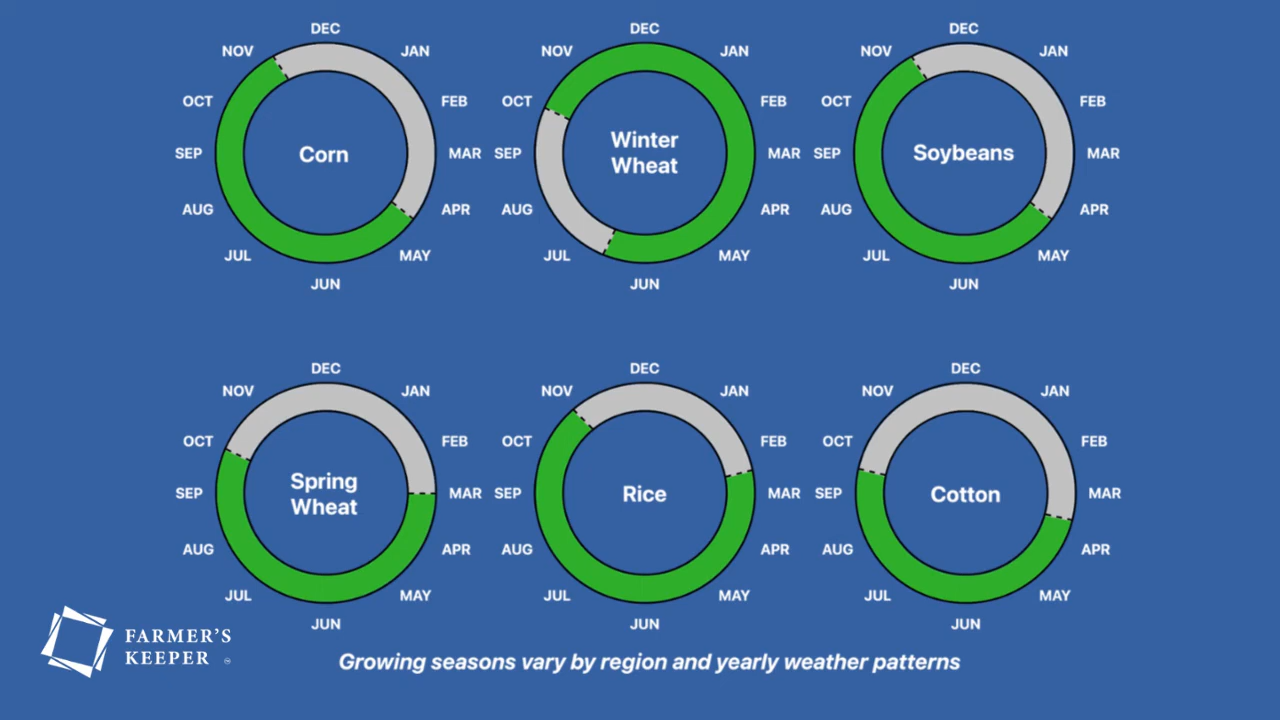 DEC
NOV JAN
OCT FEB
SEP Corn MAR
AUG APR
JUL MAY
JUN
DEC
NOV JAN
OCT FEB
SEP Winter MAR
Wheat
AUG APR
JUL MAY
JUN
DEC
NOV JAN
OCT FEB
SEP Soybeans MAR
AUG APR
JUL MAY
JUN
DEC
NOV JAN
OCT FEB
SEP Spring MAR
Wheat
AUG APR
JUL MAY
JUN
DEC
NOV JAN
OCT FEB
SEP Rice MAR
AUG APR
JUL MAY
JUN
DEC
NOV JAN
OCT FEB
SEP Cotton MAR
AUG APR
JUL MAY
JUN
FARMER'S
KEEPER
Growing seasons vary by region and yearly weather patterns